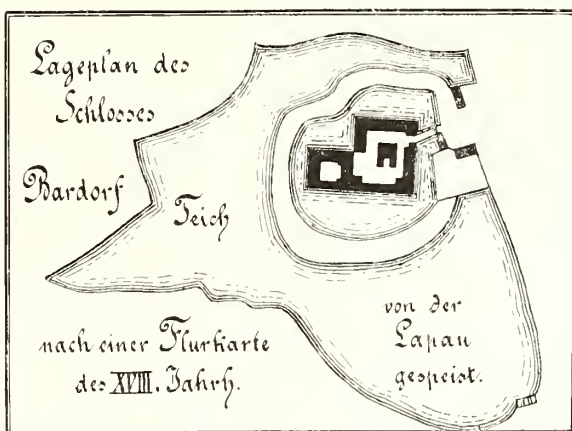 Lageplan des
Schlosses
Bardorf
Teich
nach einer Flurkarte
des XVIII. Jahrh.
von der
Lapau
gespeist.